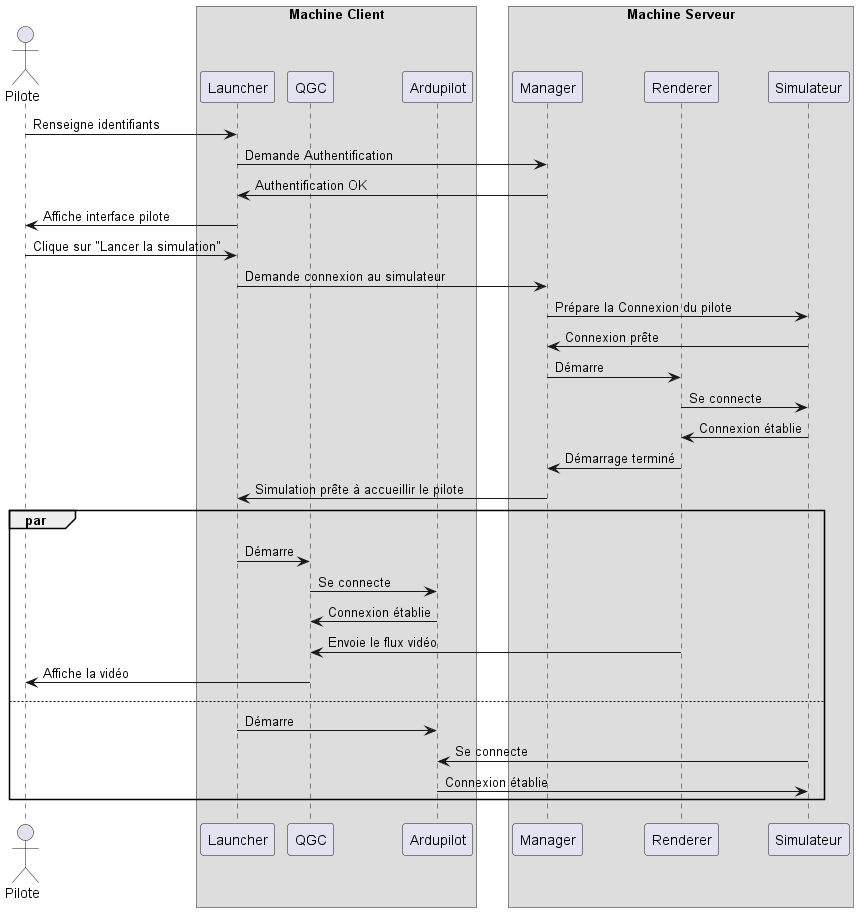 Machine Client
Machine Serveur
Pilote
Launcher
QGC
Ardupilot
Manager
Renderer
Simulateur
Renseigne identifiants
Demande Authentification
Authentification OK
Affiche interface pilote
Clique sur "Lancer la simulation"
Demande connexion au simulateur
Prépare la Connexion du pilote
Connexion prête
Démarre
Se connecte
Connexion établie
Démarrage terminé
Simulation prête à accueillir le pilote
par
Démarre
Se connecte
Connexion établie
Envoie le flux vidéo
Affiche la vidéo
Démarre
Se connecte
Connexion établie
Pilote
Launcher
QGC
Ardupilot
Manager
Renderer
Simulateur